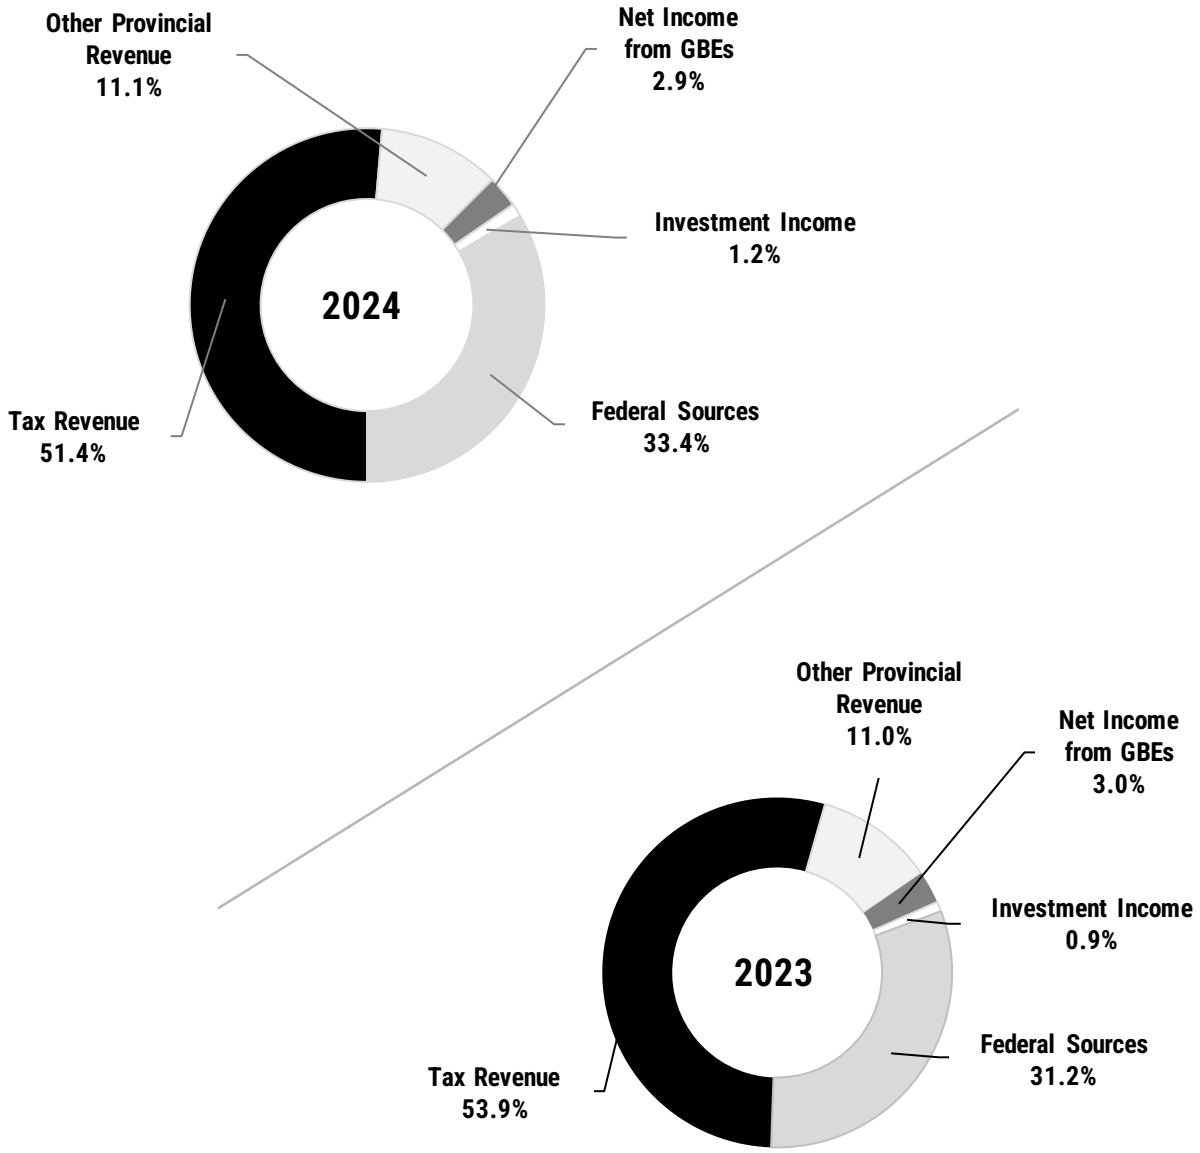 Other Provincial
Revenue
11.1%
Net Income
from GBEs
2.9%
Investment Income
1.2%
2024
Tax Revenue
51.4%
Federal Sources
33.4%
Other Provincial
Revenue
11.0%
Net Income
from GBEs
3.0%
Investment Income
0.9%
2023
Federal Sources
31.2%
Tax Revenue
53.9%